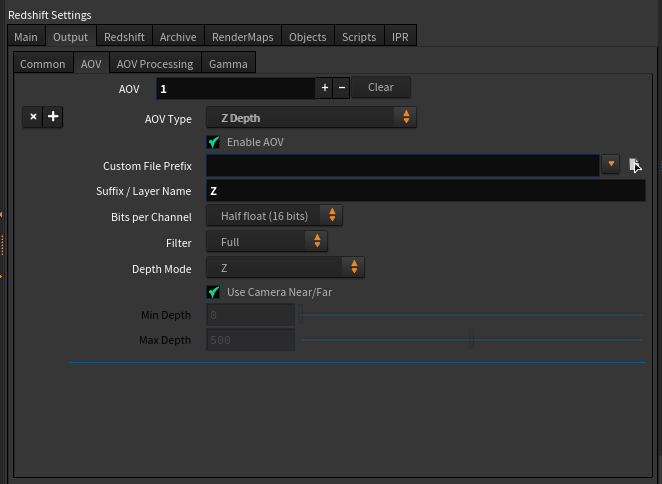 Redshift Settings
Main Output Redshift Archive RenderMaps Objects Scripts IPR
Common AOV AOV Processing Gamma
AOV 1 + − Clear
× + AOV Type Z Depth
Enable AOV
Custom File Prefix
Suffix / Layer Name Z
Bits per Channel Half float (16 bits)
Filter Full
Depth Mode Z
Use Camera Near/Far
Min Depth 0
Max Depth 500